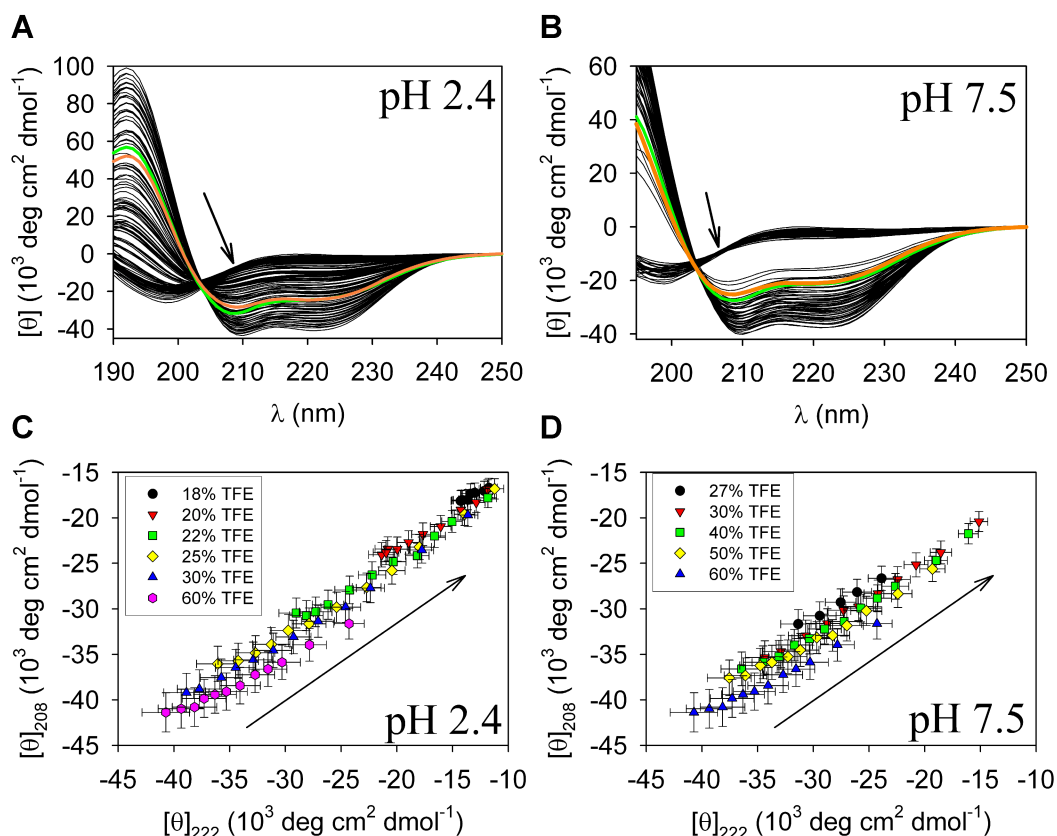 A
B
100
80
60
40
20
0
-20
-40
[θ] (10³ deg cm² dmol⁻¹)
pH 2.4
190 200 210 220 230 240 250
λ (nm)
60
40
20
0
-20
-40
[θ] (10³ deg cm² dmol⁻¹)
pH 7.5
200 210 220 230 240 250
λ (nm)
C
D
-15
-20
-25
-30
-35
-40
-45
[θ]₂₀₈ (10³ deg cm² dmol⁻¹)
18% TFE
20% TFE
22% TFE
25% TFE
30% TFE
60% TFE
pH 2.4
-45 -40 -35 -30 -25 -20 -15 -10
[θ]₂₂₂ (10³ deg cm² dmol⁻¹)
-15
-20
-25
-30
-35
-40
-45
[θ]₂₀₈ (10³ deg cm² dmol⁻¹)
27% TFE
30% TFE
40% TFE
50% TFE
60% TFE
pH 7.5
-45 -40 -35 -30 -25 -20 -15 -10
[θ]₂₂₂ (10³ deg cm² dmol⁻¹)